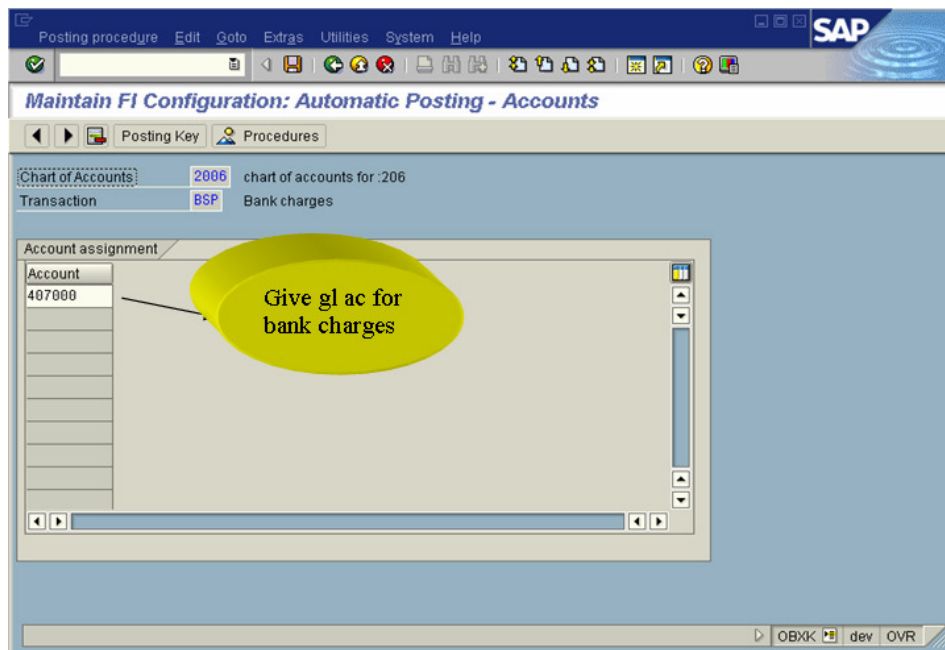 Posting procedure Edit Goto Extras Utilities System Help
SAP
Maintain FI Configuration: Automatic Posting - Accounts
Posting Key Procedures
Chart of Accounts 2006 chart of accounts for :206
Transaction BSP Bank charges
Account assignment
Account
407000
Give gl ac for
bank charges
OBXK dev OVR